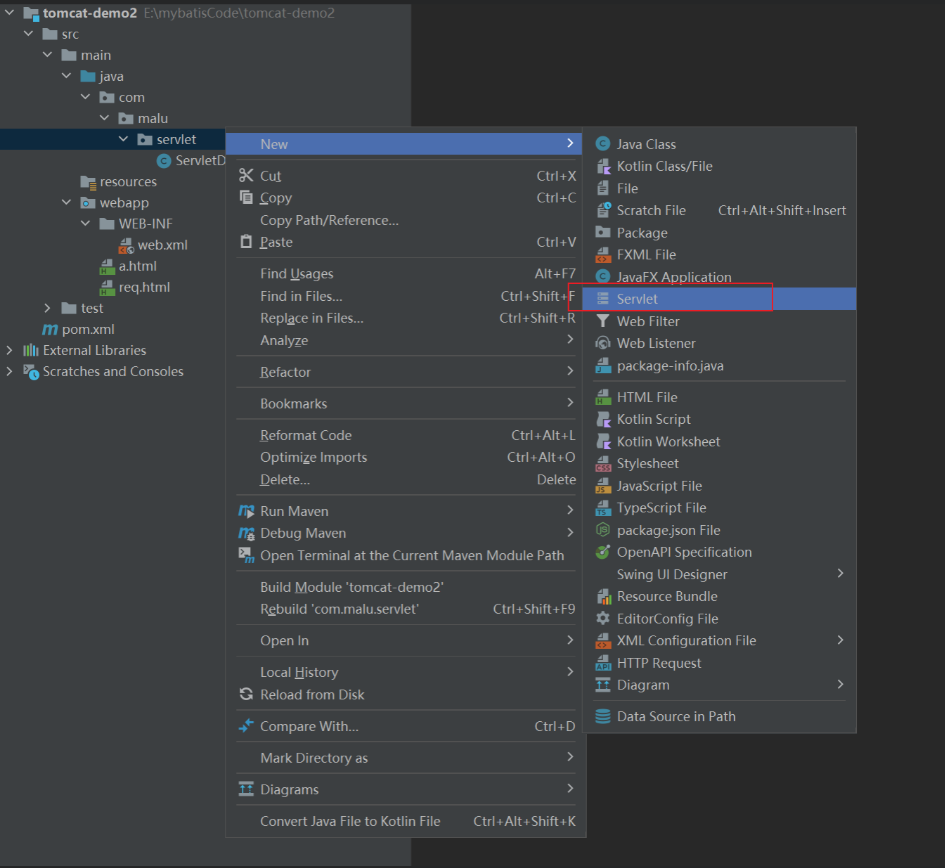 tomcat-demo2 E:\mybatisCode\tomcat-demo2
src
main
java
com
malu
servlet
ServletD
resources
webapp
WEB-INF
web.xml
a.html
req.html
test
pom.xml
External Libraries
Scratches and Consoles
New
Cut Ctrl+X
Copy Ctrl+C
Copy Path/Reference...
Paste Ctrl+V
Find Usages Alt+F7
Find in Files... Ctrl+Shift+F
Replace in Files... Ctrl+Shift+R
Analyze
Refactor
Bookmarks
Reformat Code Ctrl+Alt+L
Optimize Imports Ctrl+Alt+O
Delete... Delete
Run Maven
Debug Maven
Open Terminal at the Current Maven Module Path
Build Module 'tomcat-demo2'
Rebuild 'com.malu.servlet' Ctrl+Shift+F9
Open In
Local History
Reload from Disk
Compare With... Ctrl+D
Mark Directory as
Diagrams
Convert Java File to Kotlin File Ctrl+Alt+Shift+K
Java Class
Kotlin Class/File
File
Scratch File Ctrl+Alt+Shift+Insert
Package
FXML File
JavaFX Application
Servlet
Web Filter
Web Listener
package-info.java
HTML File
Kotlin Script
Kotlin Worksheet
Stylesheet
JavaScript File
TypeScript File
package.json File
OpenAPI Specification
Swing UI Designer
Resource Bundle
EditorConfig File
XML Configuration File
HTTP Request
Diagram
Data Source in Path